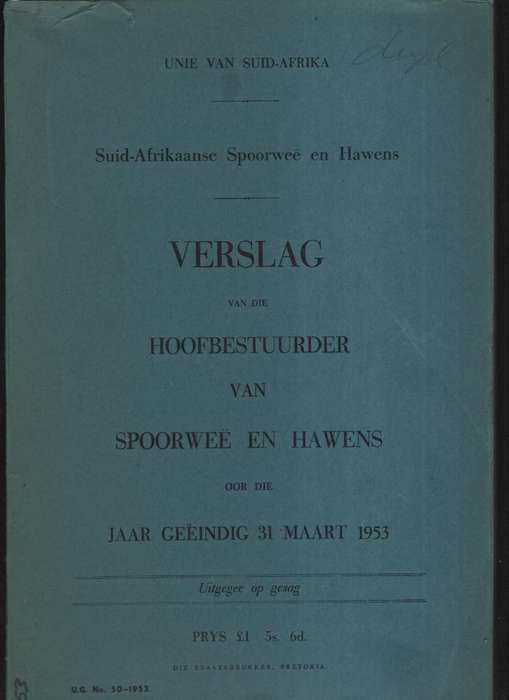 UNIE VAN SUID-AFRIKA
Suid-Afrikaanse Spoorweë en Hawens
VERSLAG
VAN DIE
HOOFBESTUURDER
VAN
SPOORWEË EN HAWENS
OOR DIE
JAAR GEËINDIG 31 MAART 1953
Uitgegee op gesag
PRYS £1 5s. 6d.
DIE STAATSDRUKKER, PRETORIA.
U.G. No. 50-1953.
53